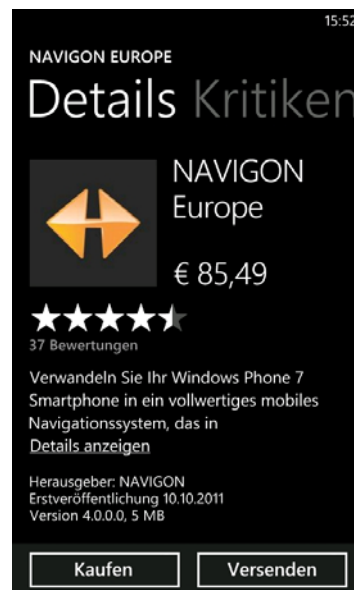 15:52
NAVIGON EUROPE
Details Kritiken
NAVIGON
Europe
€ 85,49
37 Bewertungen
Verwandeln Sie Ihr Windows Phone 7
Smartphone in ein vollwertiges mobiles
Navigationssystem, das in
Details anzeigen
Herausgeber: NAVIGON
Erstveröffentlichung 10.10.2011
Version 4.0.0.0, 5 MB
Kaufen
Versenden